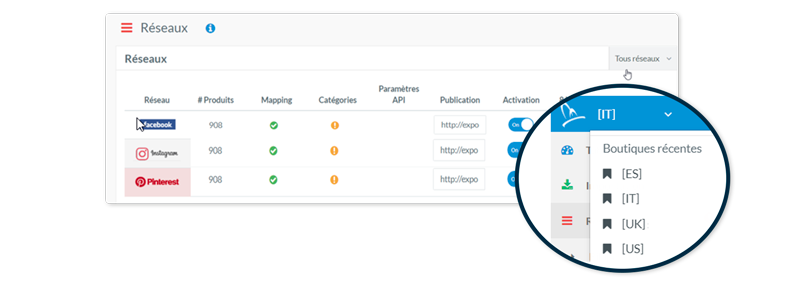 Réseaux
Réseaux
Tous réseaux
Réseau # Produits Mapping Catégories Paramètres API Publication Activation
facebook 908 http://expo On
Instagram 908 http://expo On
Pinterest 908 http://expo
[IT]
Boutiques récentes
[ES]
[IT]
[UK]
[US]